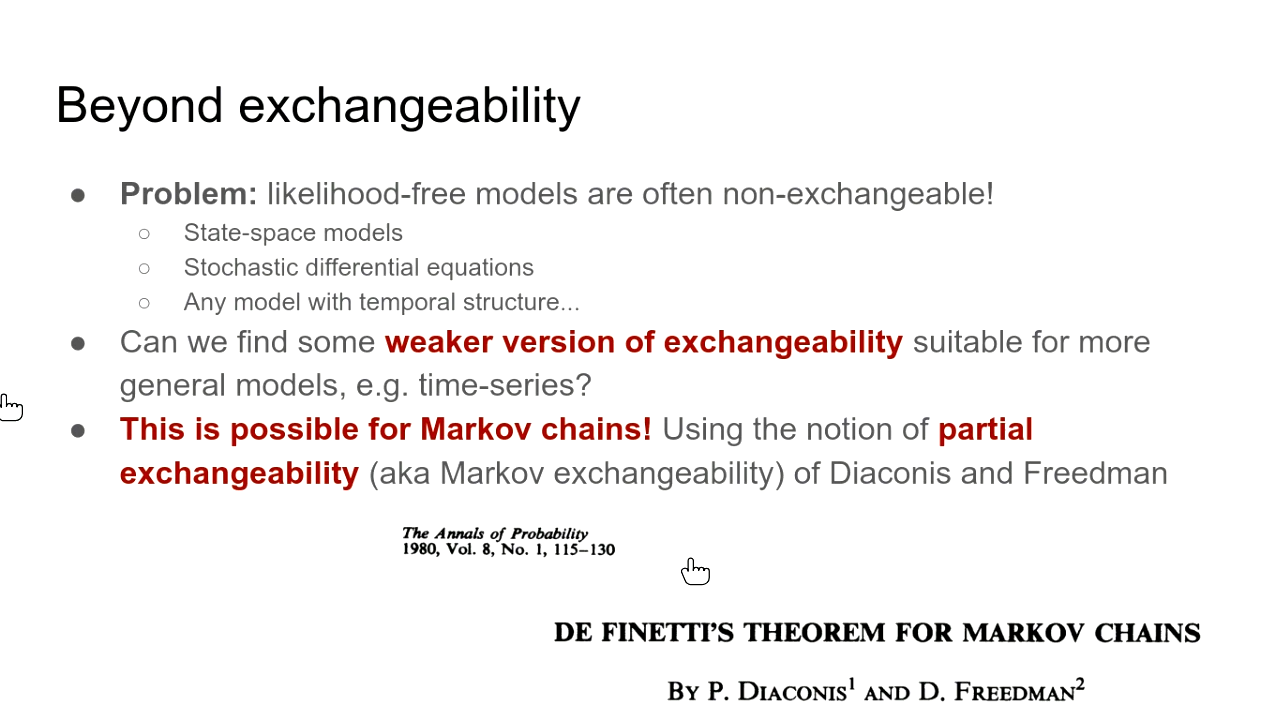 Beyond exchangeability
● Problem: likelihood-free models are often non-exchangeable!
○ State-space models
○ Stochastic differential equations
○ Any model with temporal structure...
● Can we find some weaker version of exchangeability suitable for more
general models, e.g. time-series?
● This is possible for Markov chains! Using the notion of partial
exchangeability (aka Markov exchangeability) of Diaconis and Freedman
The Annals of Probability
1980, Vol. 8, No. 1, 115–130
DE FINETTI'S THEOREM FOR MARKOV CHAINS
BY P. DIACONIS¹ AND D. FREEDMAN²